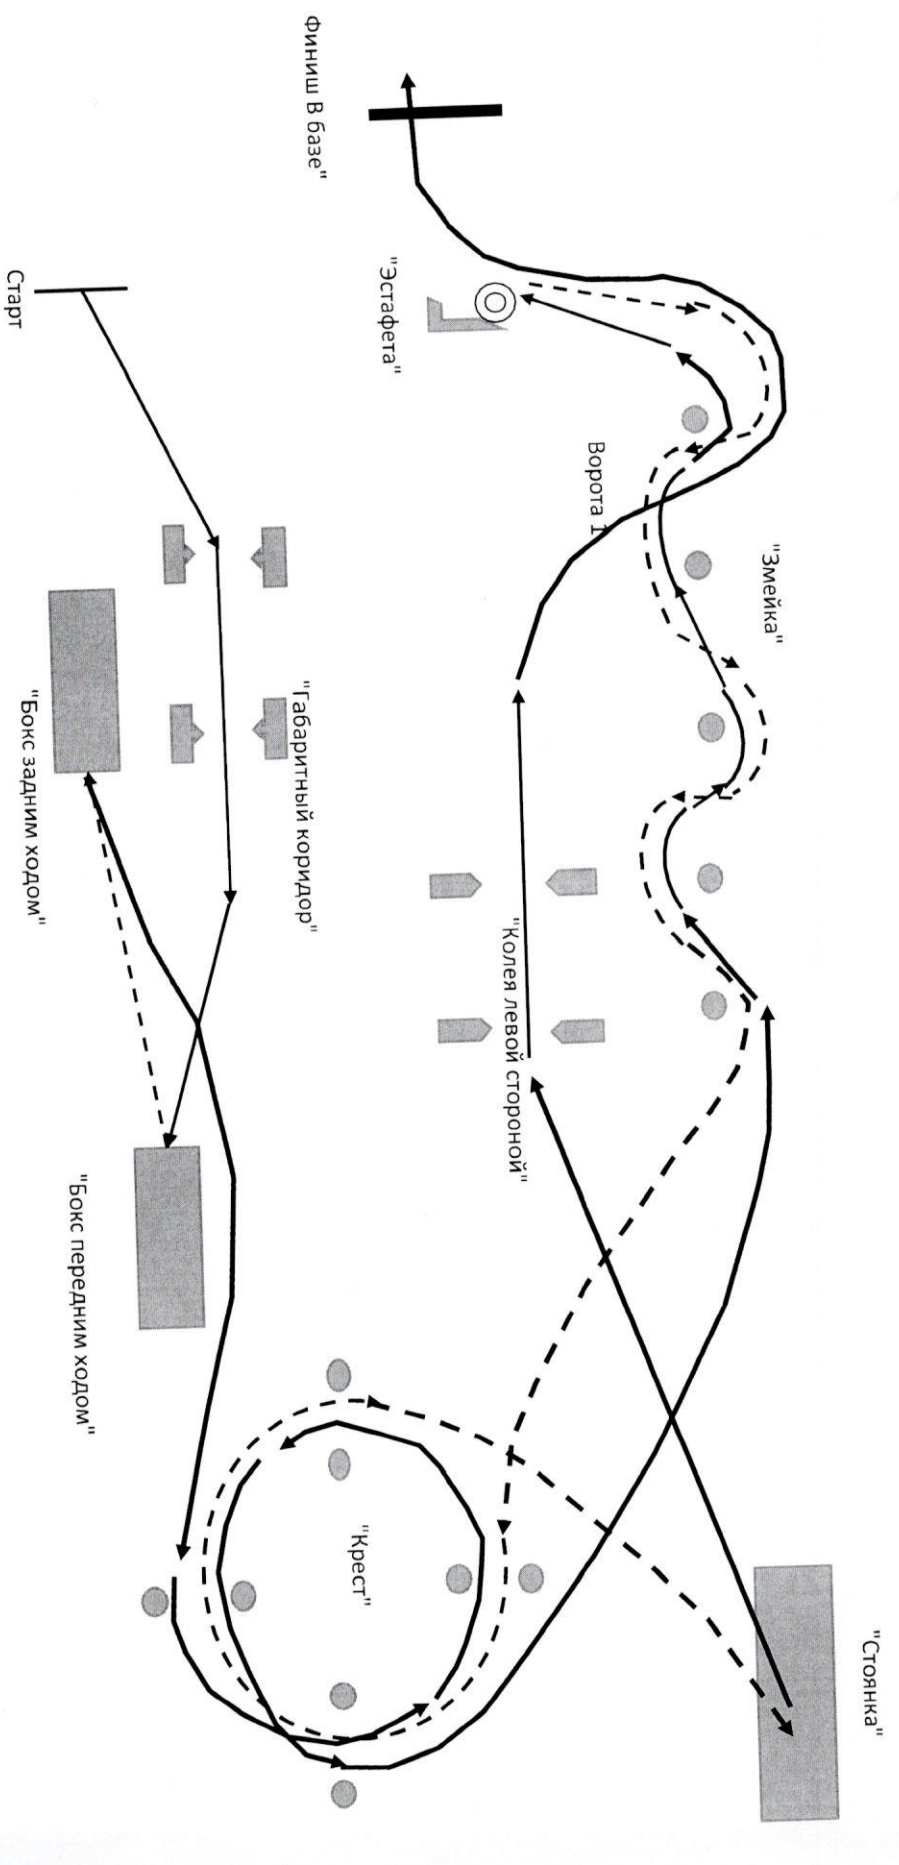 "Стоянка"
"Змейка"
Ворота 1
"Колея левой стороной"
"Эстафета"
"Крест"
Финиш В базе"
"Габаритный коридор"
"Бокс передним ходом"
"Бокс задним ходом"
Старт